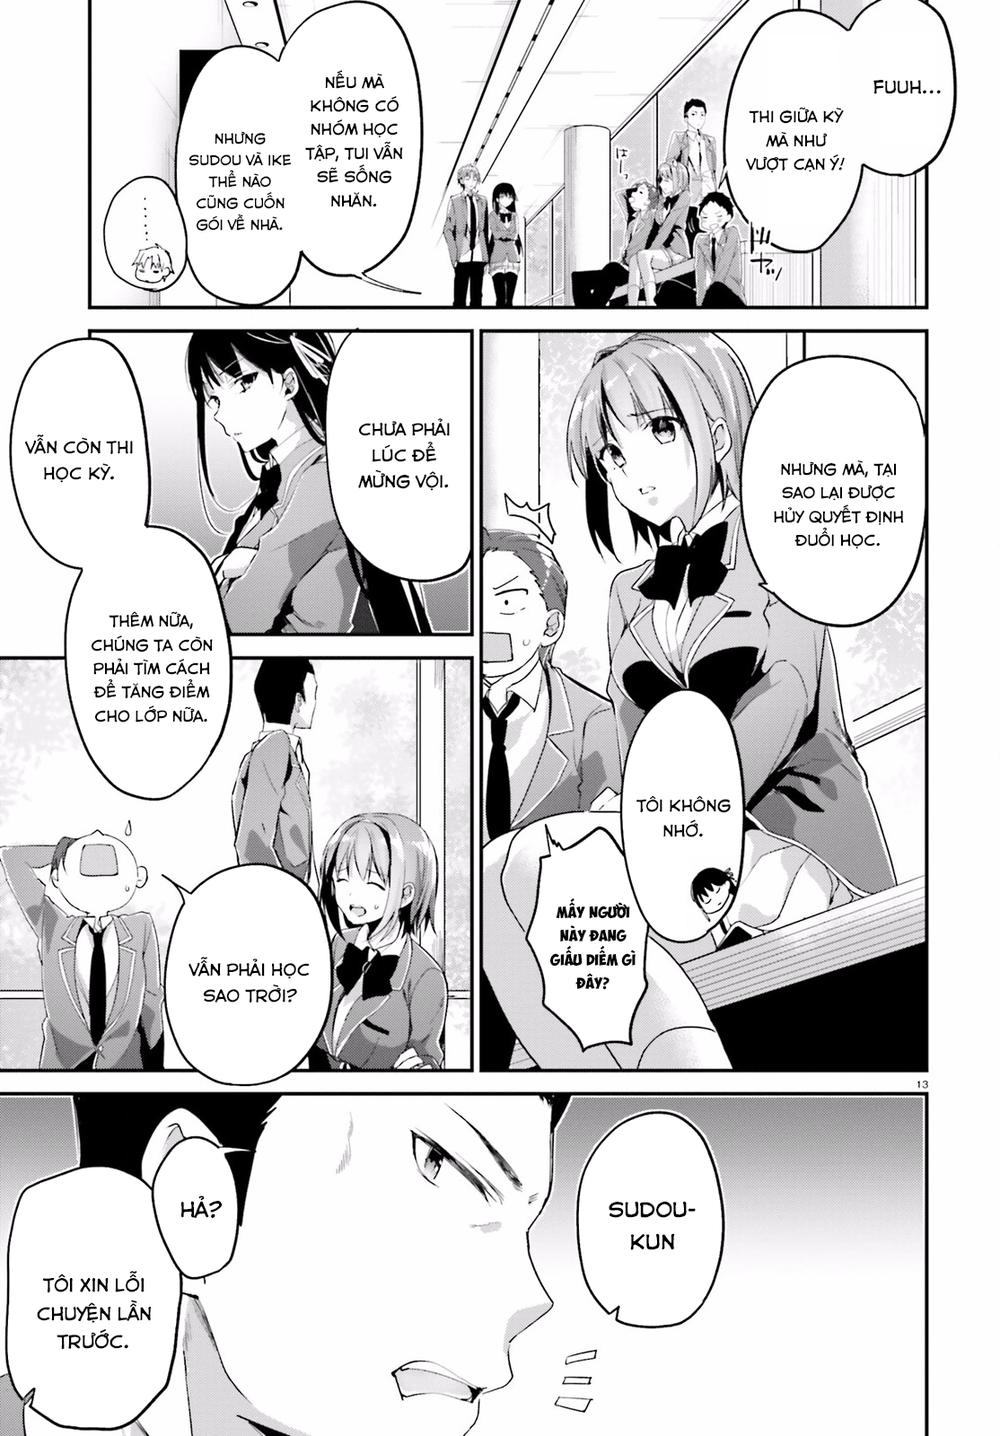 FUUH...
THI GIỮA KỲ
MÀ NHƯ
VƯỢT CẠN Ý!
NẾU MÀ
KHÔNG CÓ
NHÓM HỌC
TẬP, TUI VẪN
SẼ SỐNG
NHĂN.
NHƯNG
SUDOU VÀ IKE
THỂ NÀO
CŨNG CUỐN
GÓI VỀ NHÀ.
......
NHƯNG MÀ, TẠI
SAO LẠI ĐƯỢC
HỦY QUYẾT ĐỊNH
ĐUỔI HỌC.
TÔI KHÔNG
NHỚ.
MẤY NGƯỜI
NÀY ĐANG
GIẤU DIẾM GÌ
ĐÂY?
CHƯA PHẢI
LÚC ĐỂ
MỪNG VỘI.
VẪN CÒN THI
HỌC KỲ.
THÊM NỮA,
CHÚNG TA CÒN
PHẢI TÌM CÁCH
ĐỂ TĂNG ĐIỂM
CHO LỚP NỮA.
VẪN PHẢI HỌC
SAO TRỜI?
13
SUDOU-
KUN
HẢ?
TÔI XIN LỖI
CHUYỆN LẦN
TRƯỚC.